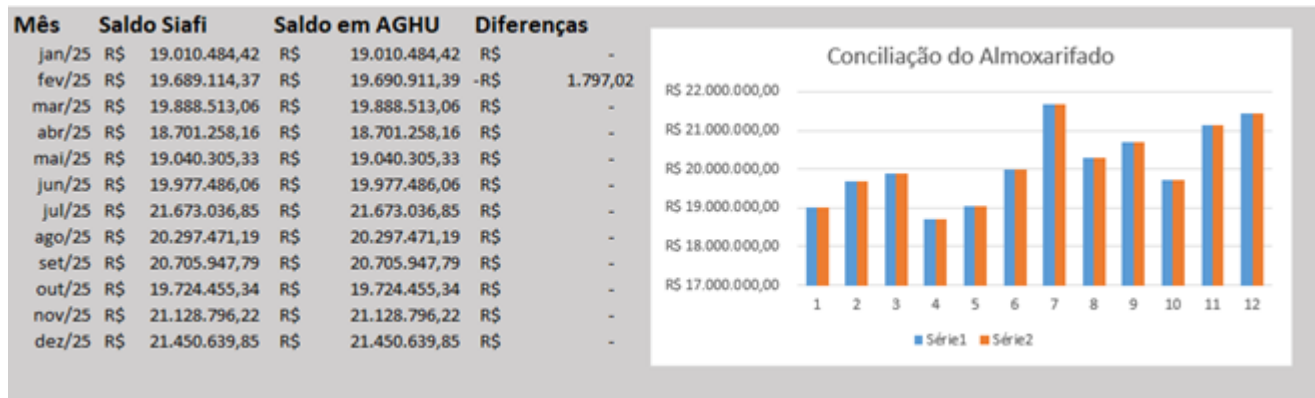 Mês Saldo Siafi Saldo em AGHU Diferenças
jan/25 R$ 19.010.484,42 R$ 19.010.484,42 R$ -
fev/25 R$ 19.689.114,37 R$ 19.690.911,39 -R$ 1.797,02
mar/25 R$ 19.888.513,06 R$ 19.888.513,06 R$ -
abr/25 R$ 18.701.258,16 R$ 18.701.258,16 R$ -
mai/25 R$ 19.040.305,33 R$ 19.040.305,33 R$ -
jun/25 R$ 19.977.486,06 R$ 19.977.486,06 R$ -
jul/25 R$ 21.673.036,85 R$ 21.673.036,85 R$ -
ago/25 R$ 20.297.471,19 R$ 20.297.471,19 R$ -
set/25 R$ 20.705.947,79 R$ 20.705.947,79 R$ -
out/25 R$ 19.724.455,34 R$ 19.724.455,34 R$ -
nov/25 R$ 21.128.796,22 R$ 21.128.796,22 R$ -
dez/25 R$ 21.450.639,85 R$ 21.450.639,85 R$ -
Conciliação do Almoxarifado
R$ 22.000.000,00
R$ 21.000.000,00
R$ 20.000.000,00
R$ 19.000.000,00
R$ 18.000.000,00
R$ 17.000.000,00
1 2 3 4 5 6 7 8 9 10 11 12
Série1 Série2